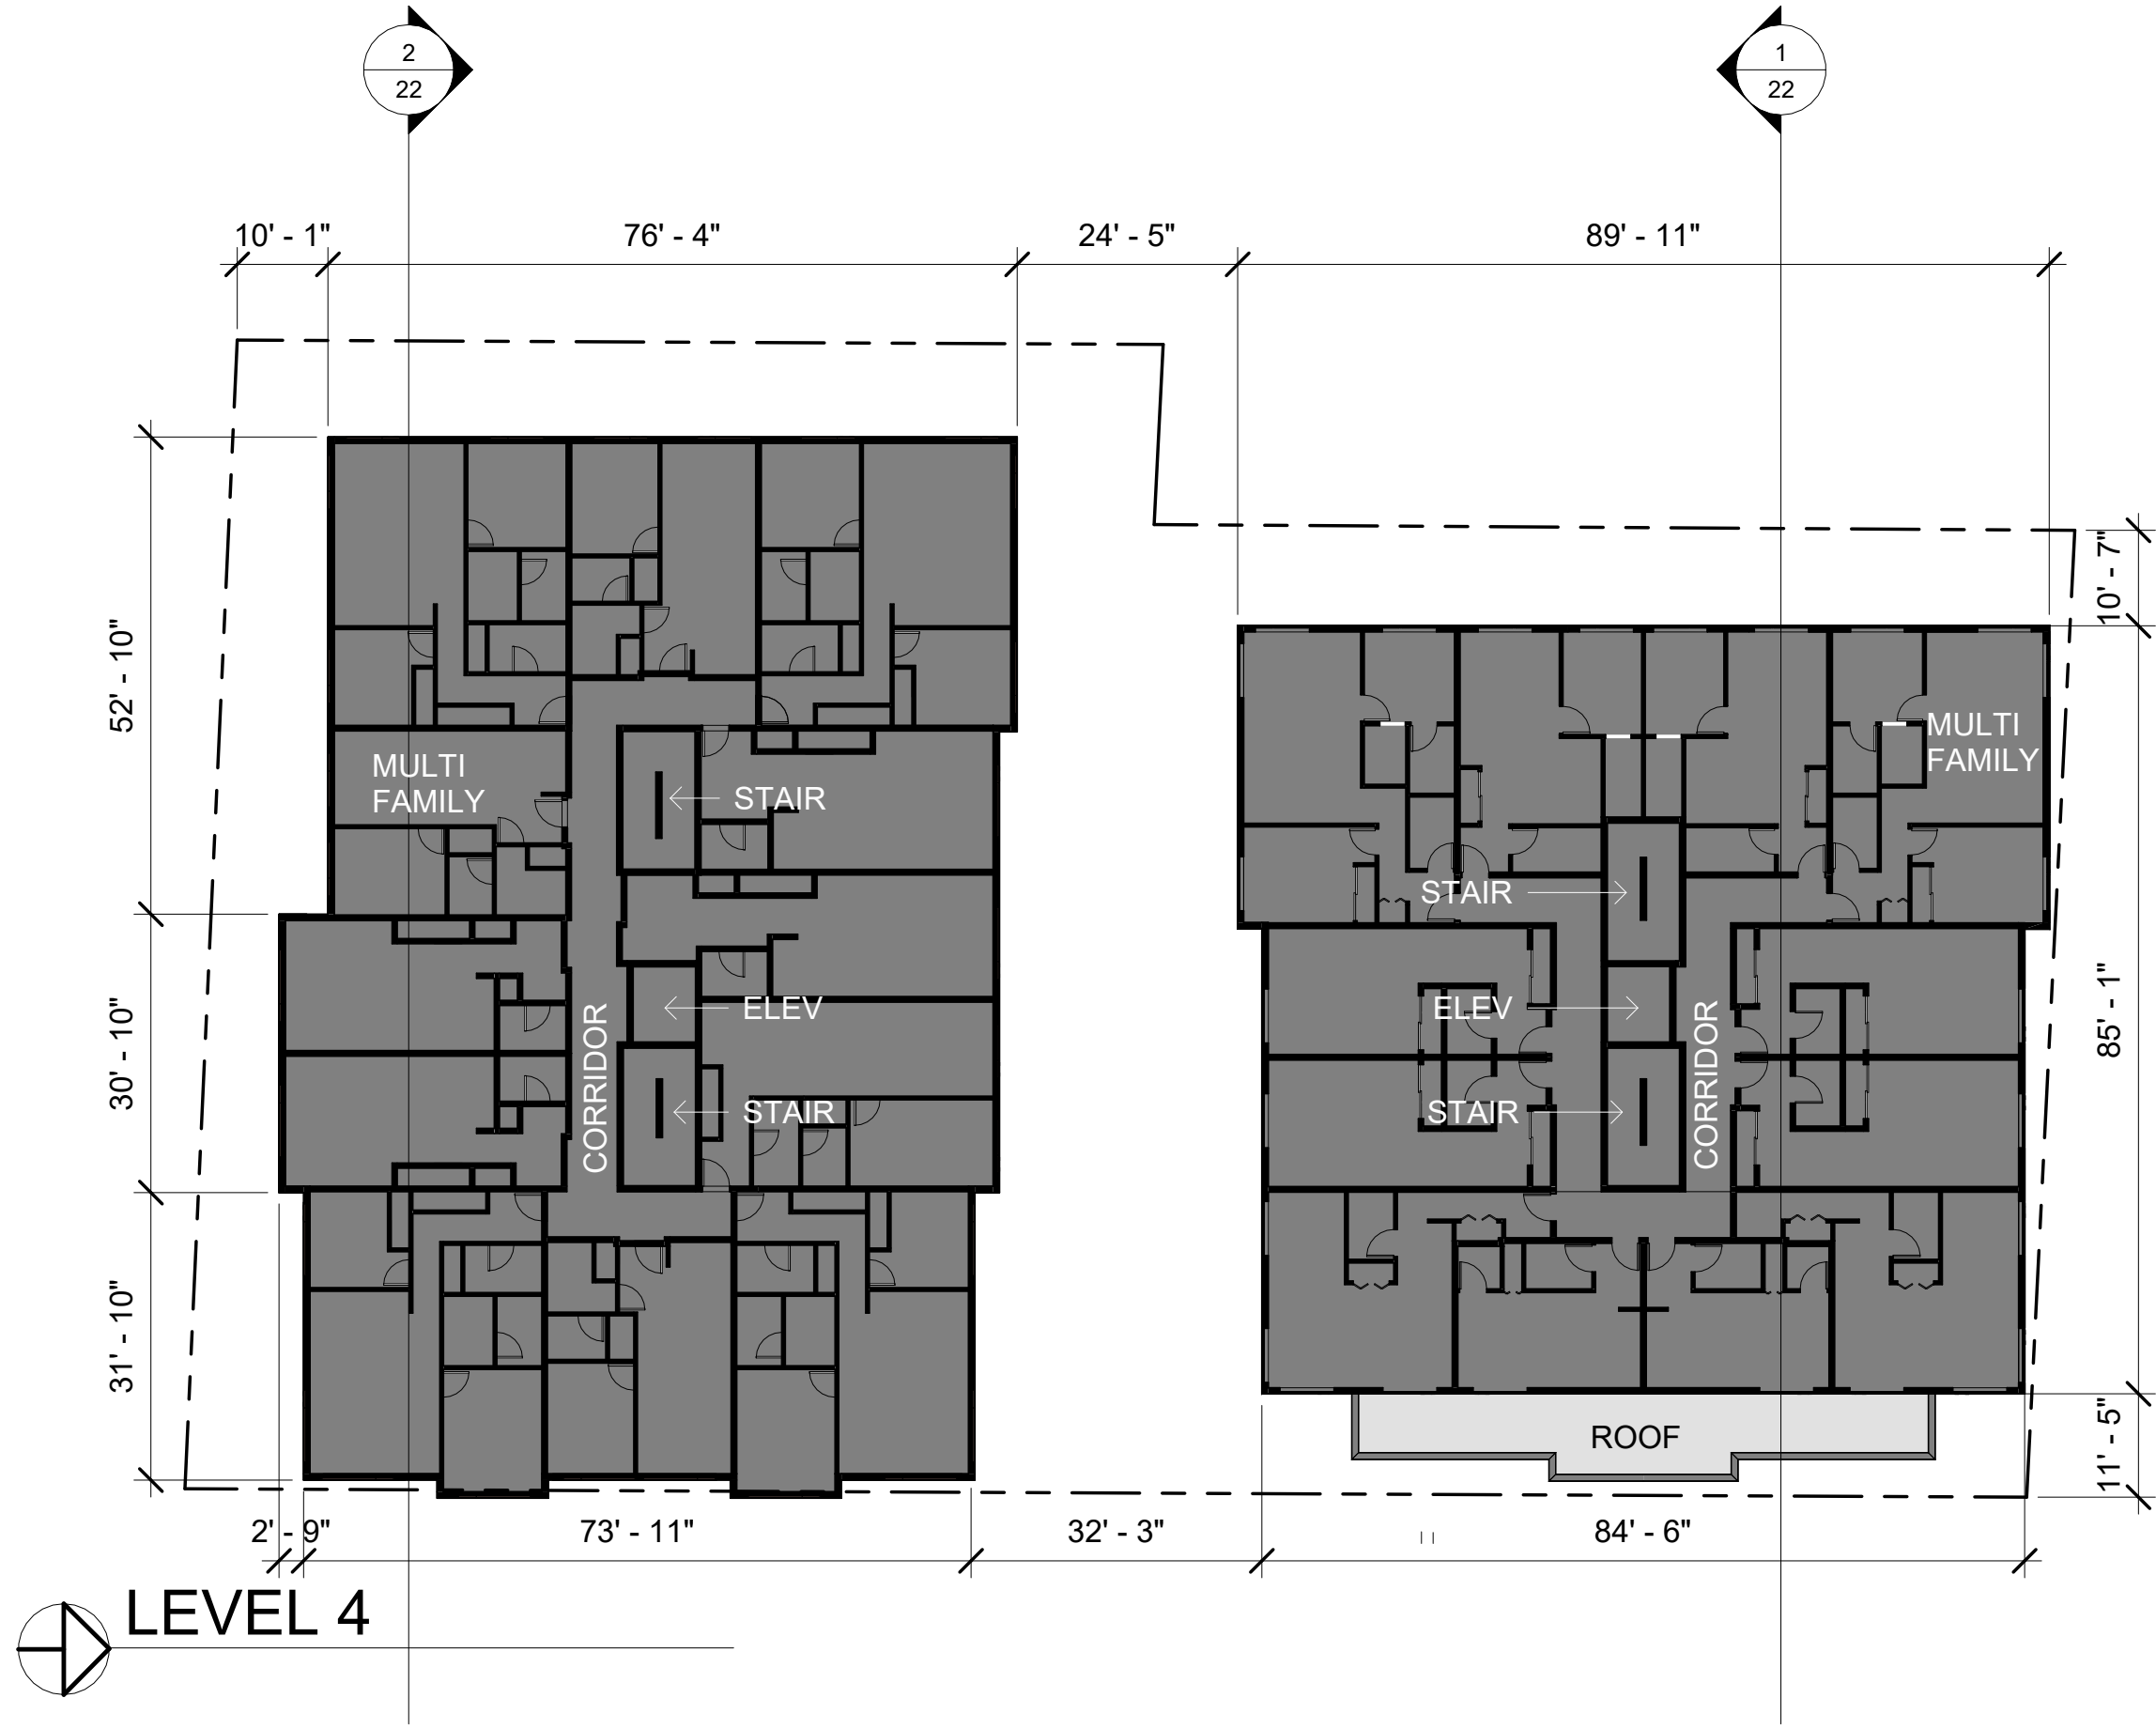 2
22
1
22
10' - 1"
76' - 4"
24' - 5"
89' - 11"
10' - 7"
52' - 10"
MULTI
FAMILY
MULTI
FAMILY
STAIR
STAIR
ELEV
ELEV
CORRIDOR
CORRIDOR
30' - 10"
85' - 1"
STAIR
STAIR
31' - 10"
ROOF
11' - 5"
2' - 9"
73' - 11"
32' - 3"
84' - 6"
LEVEL 4